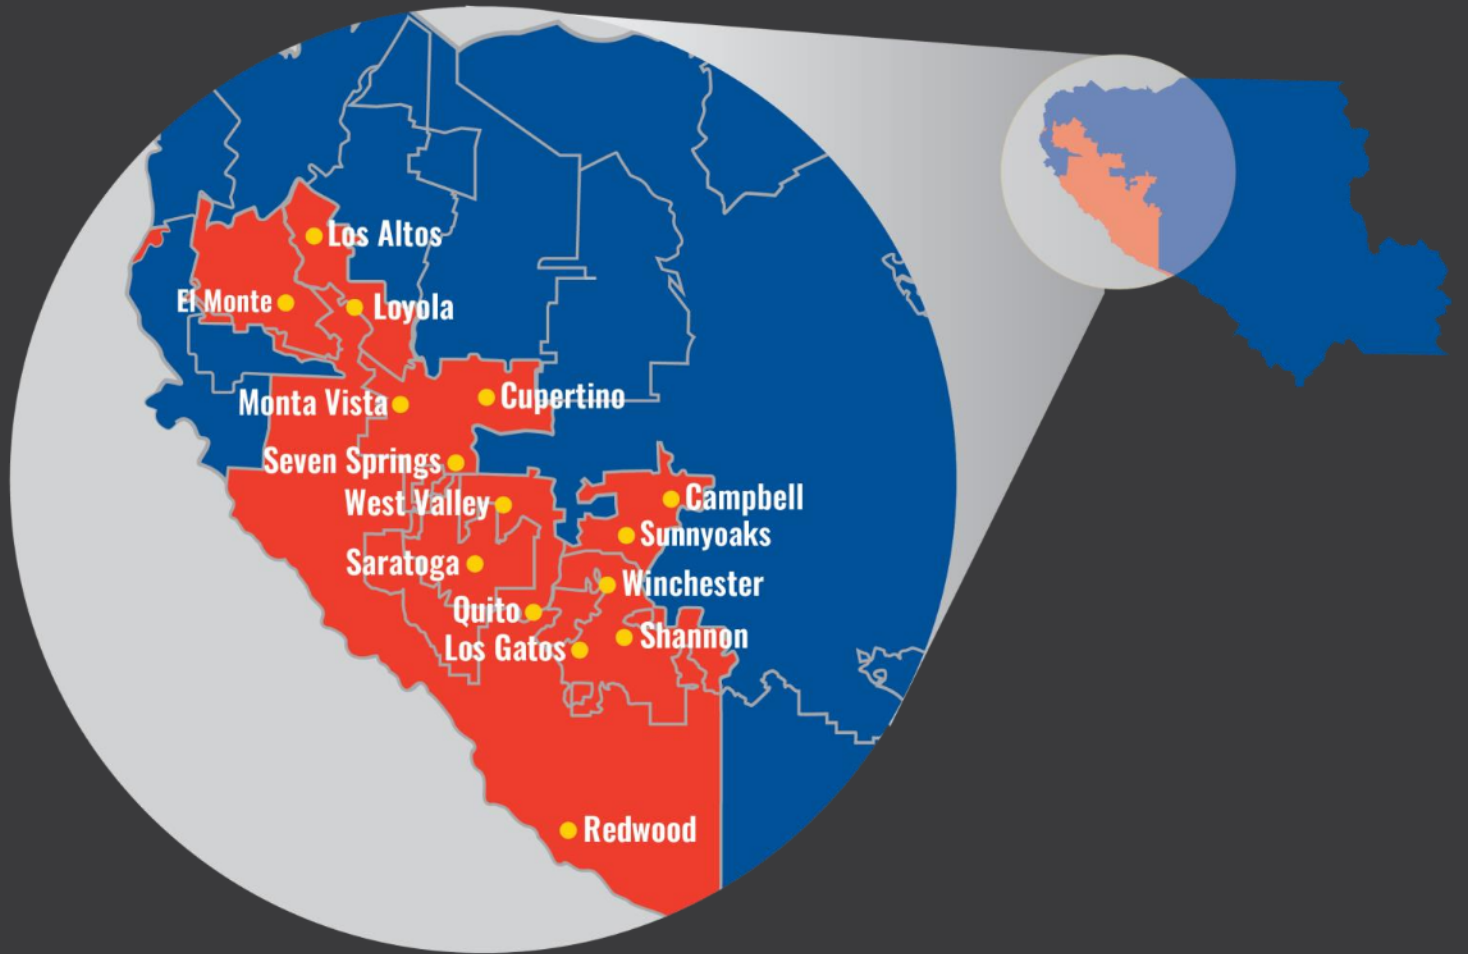 Los Altos
El Monte
Loyola
Monta Vista
Cupertino
Seven Springs
West Valley
Campbell
Sunnyoaks
Saratoga
Winchester
Quito
Shannon
Los Gatos
Redwood